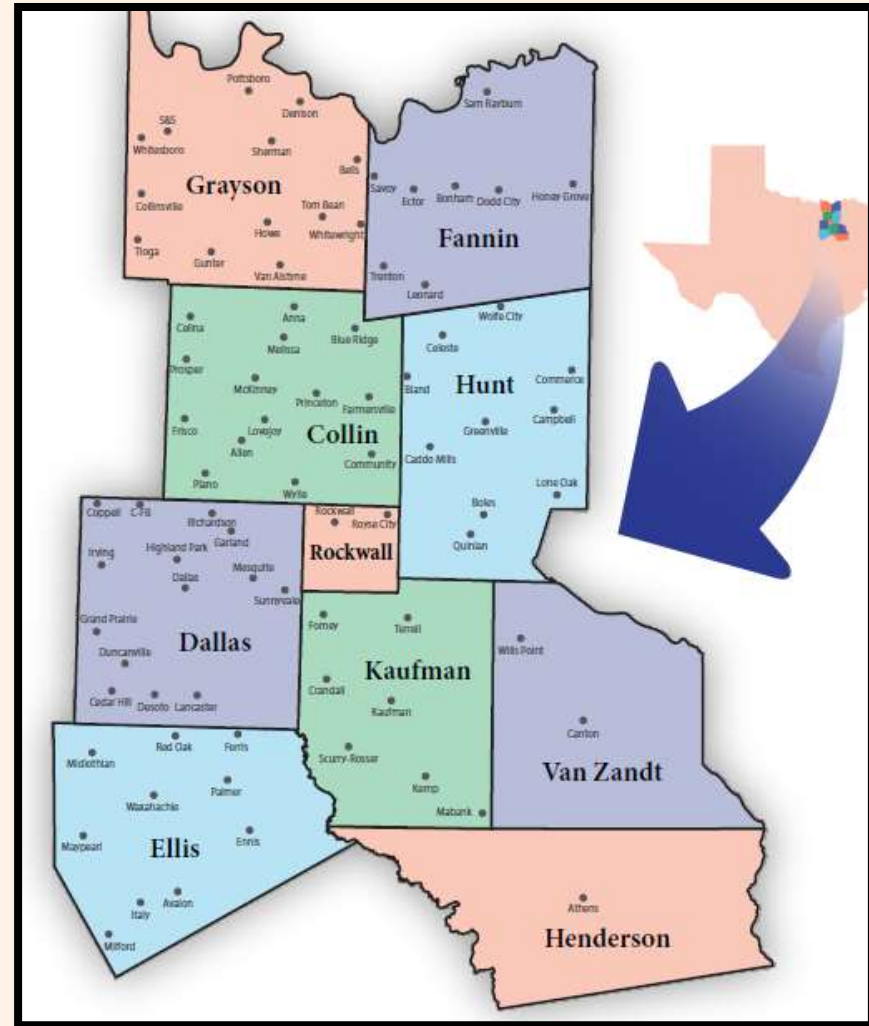 Pottsboro
Denison
S&S
Whitesboro
Sherman
Bells
Grayson
Collinsville
Tom Bean
Howe
Whitewright
Tioga
Gunter
Van Alstyne
Sam Rayburn
Savoy
Ector
Bonham
Dodd City
Honey Grove
Fannin
Trenton
Leonard
Celina
Anna
Blue Ridge
Melissa
Prosper
McKinney
Princeton
Farmersville
Frisco
Lovejoy
Collin
Allen
Community
Plano
Wylie
Wolfe City
Celeste
Bland
Hunt
Commerce
Greenville
Campbell
Caddo Mills
Lone Oak
Boles
Quinlan
Coppell
C-FB
Richardson
Garland
Irving
Highland Park
Dallas
Mesquite
Sunnyvale
Grand Prairie
Dallas
Duncanville
Cedar Hill
Desoto
Lancaster
Rockwall
Royse City
Rockwall
Forney
Terrell
Kaufman
Crandall
Kaufman
Scurry-Rosser
Kemp
Mabank
Wills Point
Canton
Van Zandt
Red Oak
Ferris
Midlothian
Palmer
Waxahachie
Maypearl
Ellis
Ennis
Avalon
Italy
Milford
Athens
Henderson